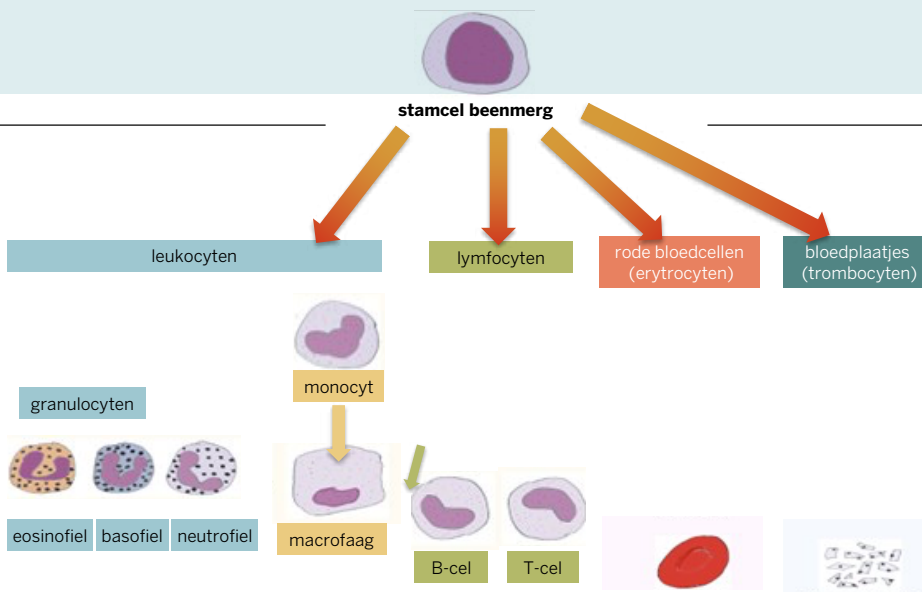 stamcel beenmerg
leukocyten
lymfocyten
rode bloedcellen
(erytrocyten)
bloedplaatjes
(trombocyten)
monocyt
granulocyten
eosinofiel
basofiel
neutrofiel
macrofaag
B-cel
T-cel